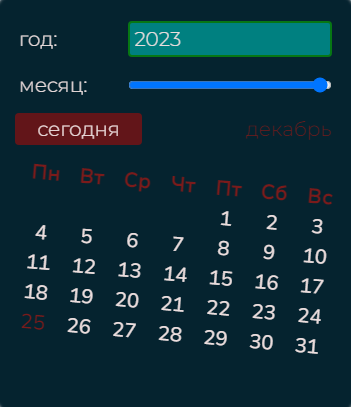 год: 2023
месяц:
сегодня декабрь
Пн Вт Ср Чт Пт Сб Вс
1 2 3
4 5 6 7 8 9 10
11 12 13 14 15 16 17
18 19 20 21 22 23 24
25 26 27 28 29 30 31